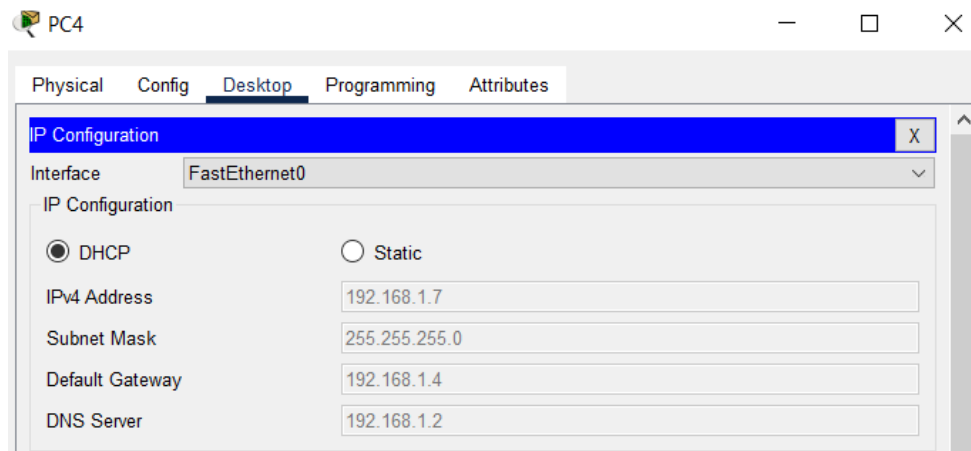 PC4
Physical Config Desktop Programming Attributes
IP Configuration X
Interface FastEthernet0
IP Configuration
DHCP Static
IPv4 Address 192.168.1.7
Subnet Mask 255.255.255.0
Default Gateway 192.168.1.4
DNS Server 192.168.1.2